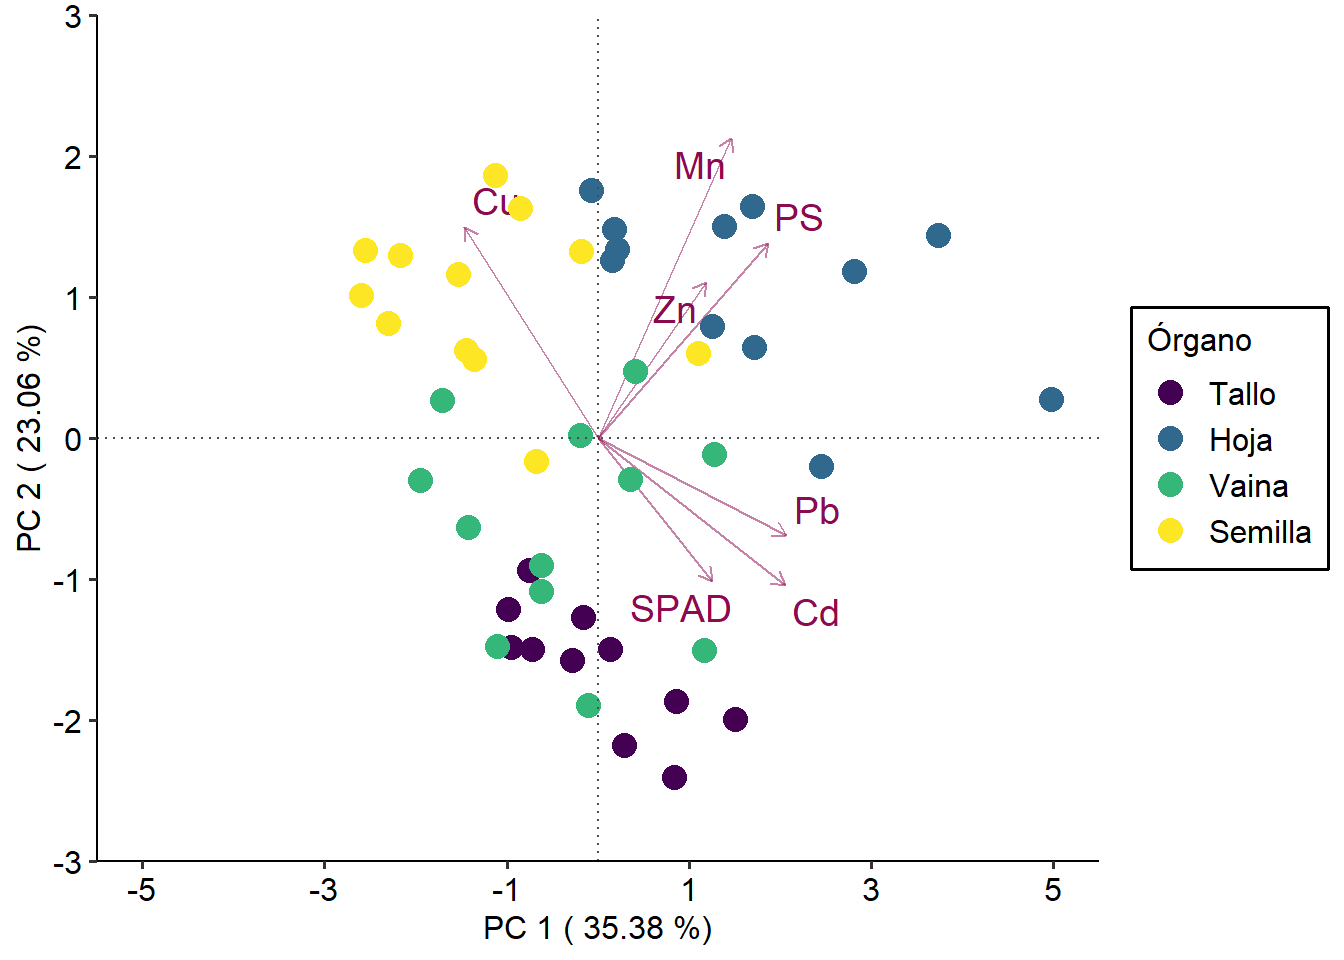 3
2
1
0
-1
-2
-3
PC 2 ( 23.06 %)
Mn
Cu
PS
Zn
Pb
SPAD
Cd
-5
-3
-1
1
3
5
PC 1 ( 35.38 %)
Órgano
Tallo
Hoja
Vaina
Semilla